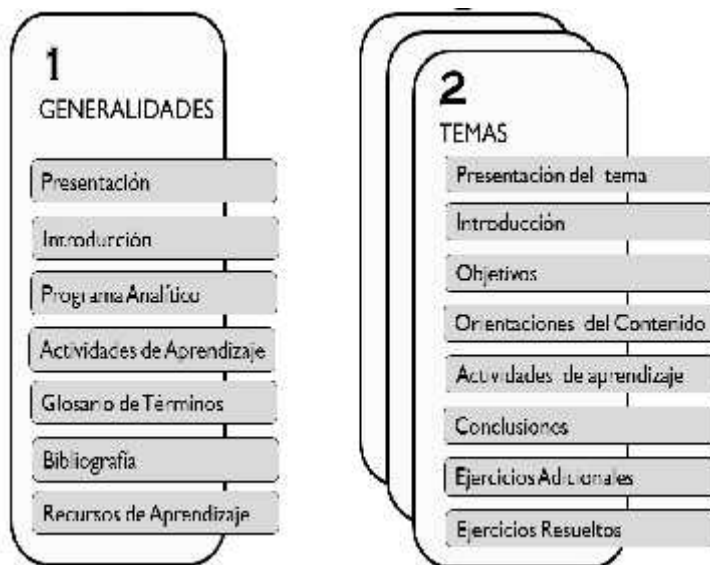 1
GENERALIDADES
Presentación
Introducción
Programa Analítico
Actividades de Aprendizaje
Glosario de Términos
Bibliografía
Recursos de Aprendizaje
2
TEMAS
Presentación del tema
Introducción
Objetivos
Orientaciones del Contenido
Actividades de aprendizaje
Conclusiones
Ejercicios Adicionales
Ejercicios Resueltos